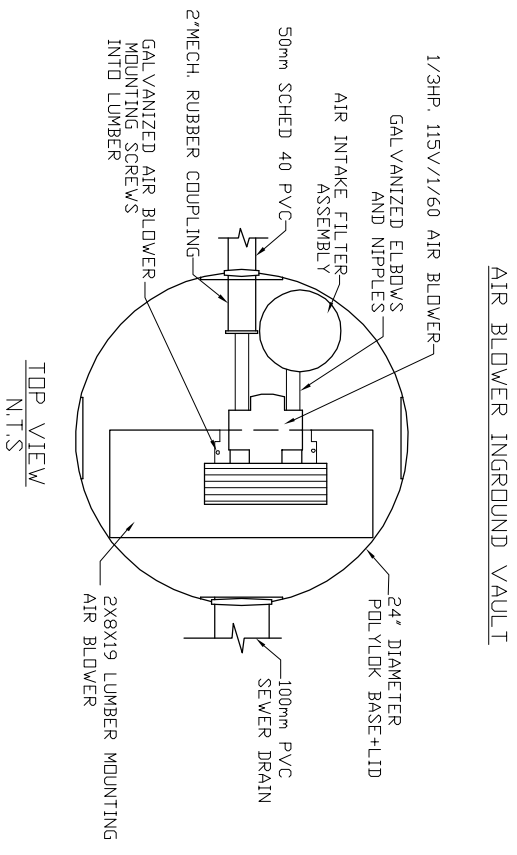 AIR BLOWER INGROUND VAULT
1/3HP. 115V/1/60 AIR BLOWER
GALVANIZED ELBOWS
AND NIPPLES
AIR INTAKE FILTER
ASSEMBLY
50mm SCHED 40 PVC
2"MECH. RUBBER COUPLING
GALVANIZED AIR BLOWER
MOUNTING SCREWS
INTO LUMBER
24" DIAMETER
POLYLOK BASE+LID
100mm PVC
SEWER DRAIN
2X8X19 LUMBER MOUNTING
AIR BLOWER
TOP VIEW
N.T.S